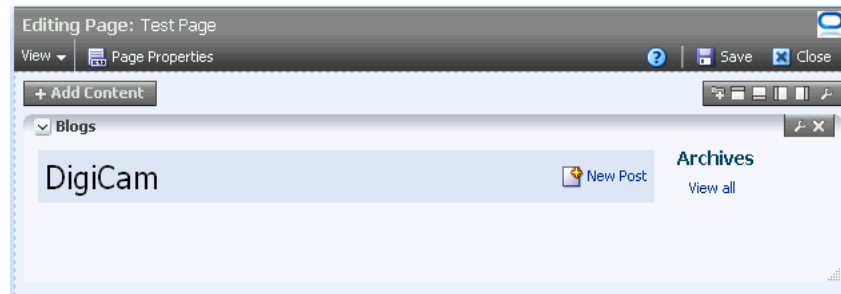 Editing Page: Test Page
View Page Properties Save Close
+ Add Content
Blogs
DigiCam New Post
Archives
View all